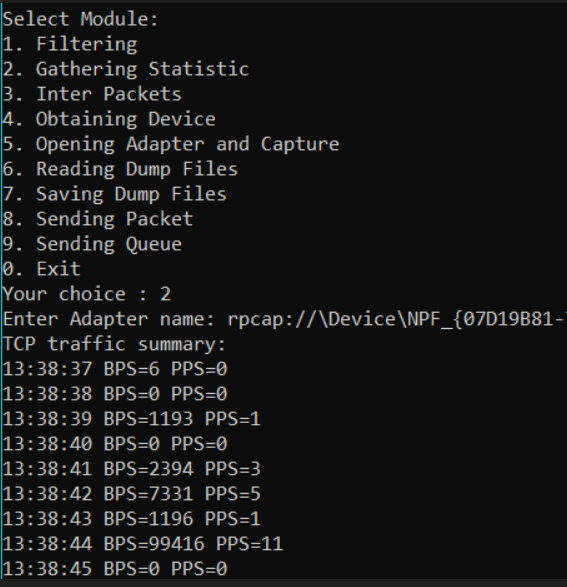 Select Module:
1. Filtering
2. Gathering Statistic
3. Inter Packets
4. Obtaining Device
5. Opening Adapter and Capture
6. Reading Dump Files
7. Saving Dump Files
8. Sending Packet
9. Sending Queue
0. Exit
Your choice : 2
Enter Adapter name: rpcap://\Device\NPF_{07D19B81-
TCP traffic summary:
13:38:37 BPS=6 PPS=0
13:38:38 BPS=0 PPS=0
13:38:39 BPS=1193 PPS=1
13:38:40 BPS=0 PPS=0
13:38:41 BPS=2394 PPS=3
13:38:42 BPS=7331 PPS=5
13:38:43 BPS=1196 PPS=1
13:38:44 BPS=99416 PPS=11
13:38:45 BPS=0 PPS=0